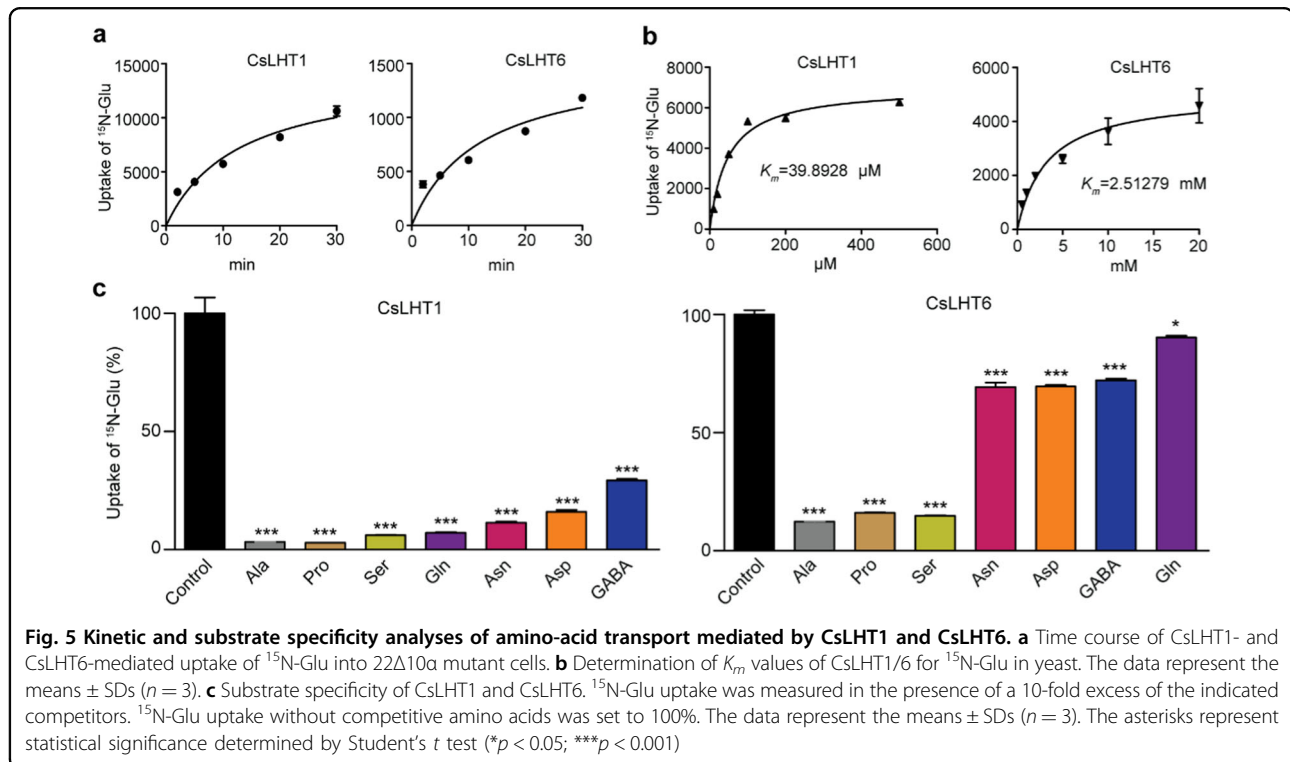 a
CsLHT1
Uptake of ¹⁵N-Glu
15000
10000
5000
0
0 10 20 30
min
CsLHT6
1500
1000
500
0
0 10 20 30
min
b
CsLHT1
Uptake of ¹⁵N-Glu
8000
6000
4000
2000
0
Km=39.8928 µM
0 200 400 600
µM
CsLHT6
6000
4000
2000
0
Km=2.51279 mM
0 5 10 15 20
mM
c
CsLHT1
Uptake of ¹⁵N-Glu (%)
100
50
0
*** *** *** *** *** *** ***
Control Ala Pro Ser Gln Asn Asp GABA
CsLHT6
100
50
0
*** *** *** *** *** *** *
Control Ala Pro Ser Asn Asp GABA Gln
Fig. 5 Kinetic and substrate specificity analyses of amino-acid transport mediated by CsLHT1 and CsLHT6. a Time course of CsLHT1- and
CsLHT6-mediated uptake of ¹⁵N-Glu into 22Δ10α mutant cells. b Determination of Km values of CsLHT1/6 for ¹⁵N-Glu in yeast. The data represent the
means ± SDs (n = 3). c Substrate specificity of CsLHT1 and CsLHT6. ¹⁵N-Glu uptake was measured in the presence of a 10-fold excess of the indicated
competitors. ¹⁵N-Glu uptake without competitive amino acids was set to 100%. The data represent the means ± SDs (n = 3). The asterisks represent
statistical significance determined by Student's t test (*p < 0.05; ***p < 0.001)